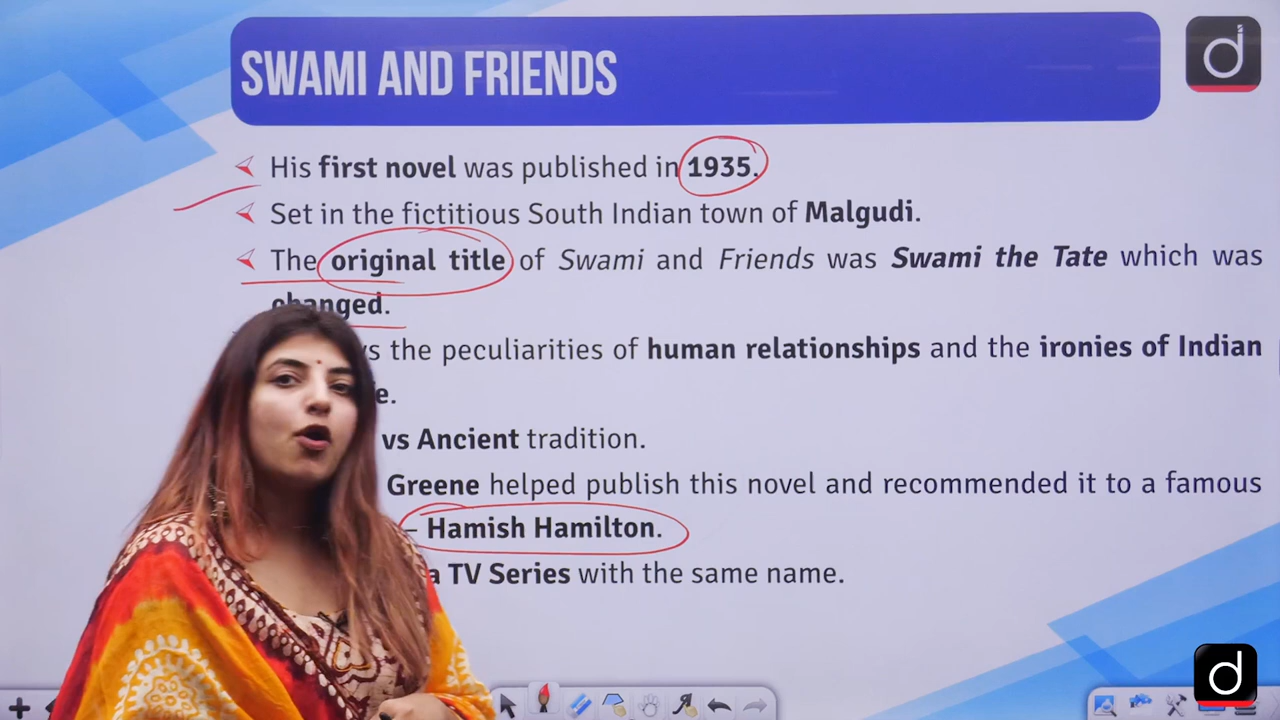 SWAMI AND FRIENDS
His first novel was published in 1935.
Set in the fictitious South Indian town of Malgudi.
The original title of Swami and Friends was Swami the Tate which was
changed.
the peculiarities of human relationships and the ironies of Indian
vs Ancient tradition.
Greene helped publish this novel and recommended it to a famous
– Hamish Hamilton.
a TV Series with the same name.